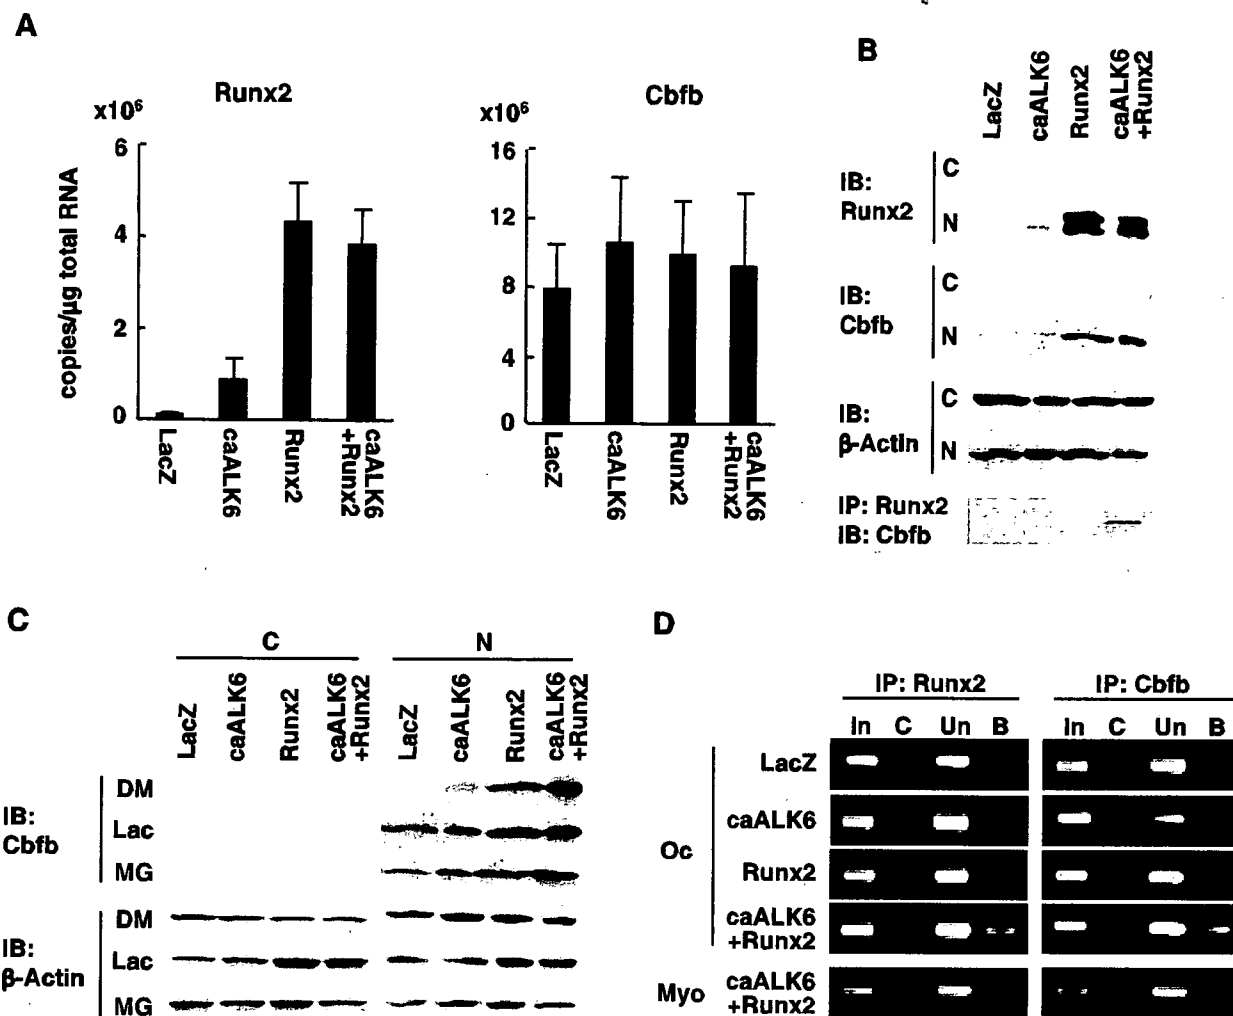 A
Runx2
x10⁶
copies/µg total RNA
6
4
2
0
LacZ
caALK6
Runx2
caALK6
+Runx2
Cbfb
x10⁶
16
12
8
4
0
LacZ
caALK6
Runx2
caALK6
+Runx2
B
LacZ
caALK6
Runx2
caALK6
+Runx2
IB:
Runx2
C
N
IB:
Cbfb
C
N
IB:
β-Actin
C
N
IP: Runx2
IB: Cbfb
C
C
N
LacZ
caALK6
Runx2
caALK6
+Runx2
LacZ
caALK6
Runx2
caALK6
+Runx2
IB:
Cbfb
DM
Lac
MG
IB:
β-Actin
DM
Lac
MG
D
IP: Runx2
IP: Cbfb
In C Un B
In C Un B
Oc
LacZ
caALK6
Runx2
caALK6
+Runx2
Myo
caALK6
+Runx2